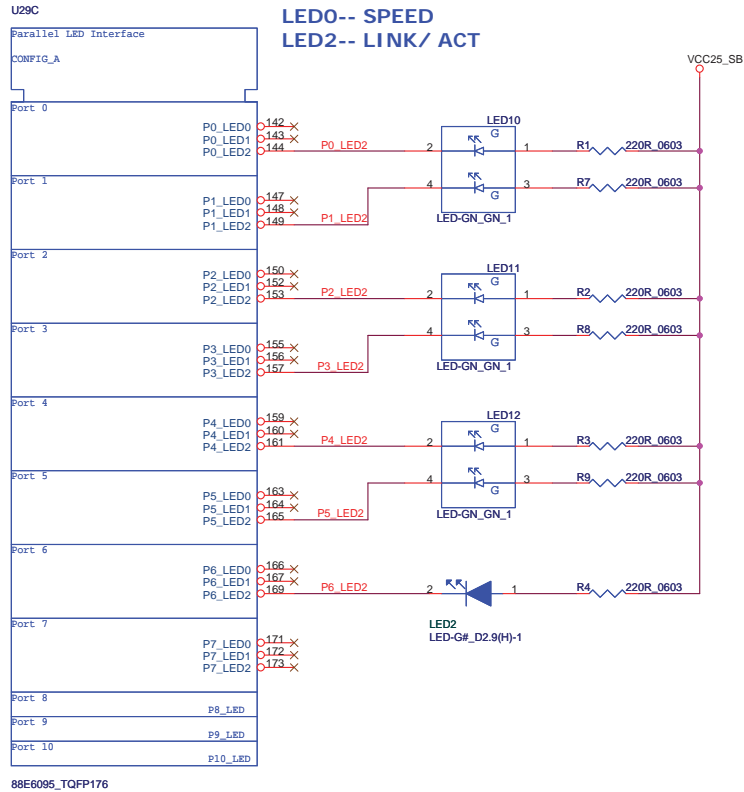 U29C
LED0-- SPEED
LED2-- LINK/ ACT
Parallel LED Interface
CONFIG_A
VCC25_SB
Port 0
P0_LED0 142
P0_LED1 143
P0_LED2 144 P0_LED2 2 LED10 G 1 R1 220R_0603
Port 1
P1_LED0 147
P1_LED1 148
P1_LED2 149 P1_LED2 4 G 3 R7 220R_0603
LED-GN_GN_1
Port 2
P2_LED0 150
P2_LED1 152
P2_LED2 153 P2_LED2 2 LED11 G 1 R2 220R_0603
Port 3
P3_LED0 155
P3_LED1 156
P3_LED2 157 P3_LED2 4 G 3 R8 220R_0603
LED-GN_GN_1
Port 4
P4_LED0 159
P4_LED1 160
P4_LED2 161 P4_LED2 2 LED12 G 1 R3 220R_0603
Port 5
P5_LED0 163
P5_LED1 164
P5_LED2 165 P5_LED2 4 G 3 R9 220R_0603
LED-GN_GN_1
Port 6
P6_LED0 166
P6_LED1 167
P6_LED2 169 P6_LED2 2 1 R4 220R_0603
LED2
LED-G#_D2.9(H)-1
Port 7
P7_LED0 171
P7_LED1 172
P7_LED2 173
Port 8
P8_LED
Port 9
P9_LED
Port 10
P10_LED
88E6095_TQFP176